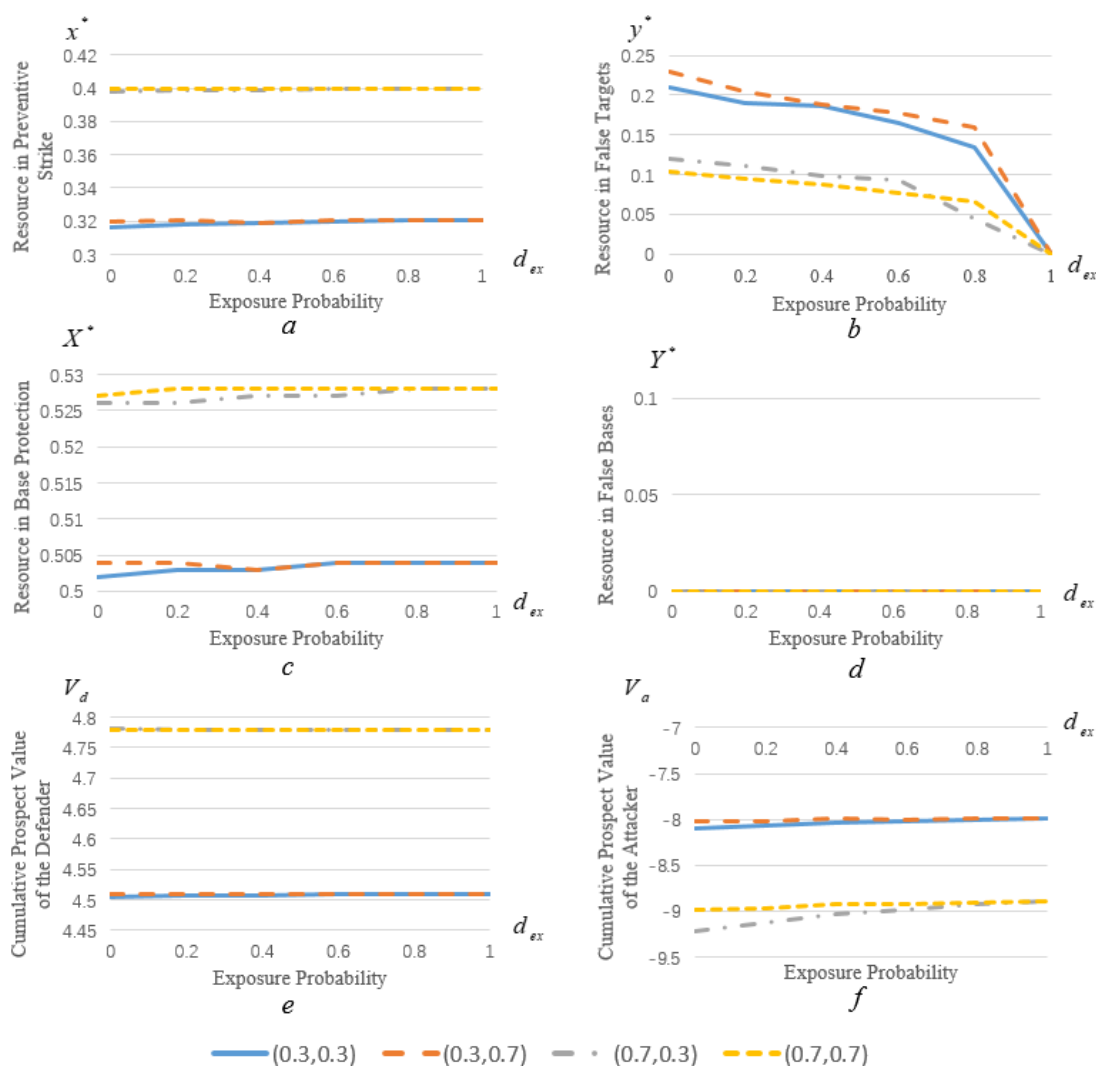 x*
0.42
0.4
0.38
0.36
0.34
0.32
0.3
Resource in Preventive
Strike
0 0.2 0.4 0.6 0.8 1
d_ex
Exposure Probability
a
y*
0.25
0.2
0.15
0.1
0.05
0
Resource in False Targets
0 0.2 0.4 0.6 0.8 1
d_ex
Exposure Probability
b
X*
0.53
0.525
0.52
0.515
0.51
0.505
0.5
Resource in Base Protection
0 0.2 0.4 0.6 0.8 1
d_ex
Exposure Probability
c
Y*
0.1
0.05
0
Resource in False Bases
0 0.2 0.4 0.6 0.8 1
d_ex
Exposure Probability
d
V_d
4.8
4.75
4.7
4.65
4.6
4.55
4.5
4.45
Cumulative Prospect Value
of the Defender
0 0.2 0.4 0.6 0.8 1
d_ex
Exposure Probability
e
V_a
d_ex
0 0.2 0.4 0.6 0.8 1
-7
-7.5
-8
-8.5
-9
-9.5
Cumulative Prospect Value
of the Attacker
Exposure Probability
f
(0.3,0.3) (0.3,0.7) (0.7,0.3) (0.7,0.7)